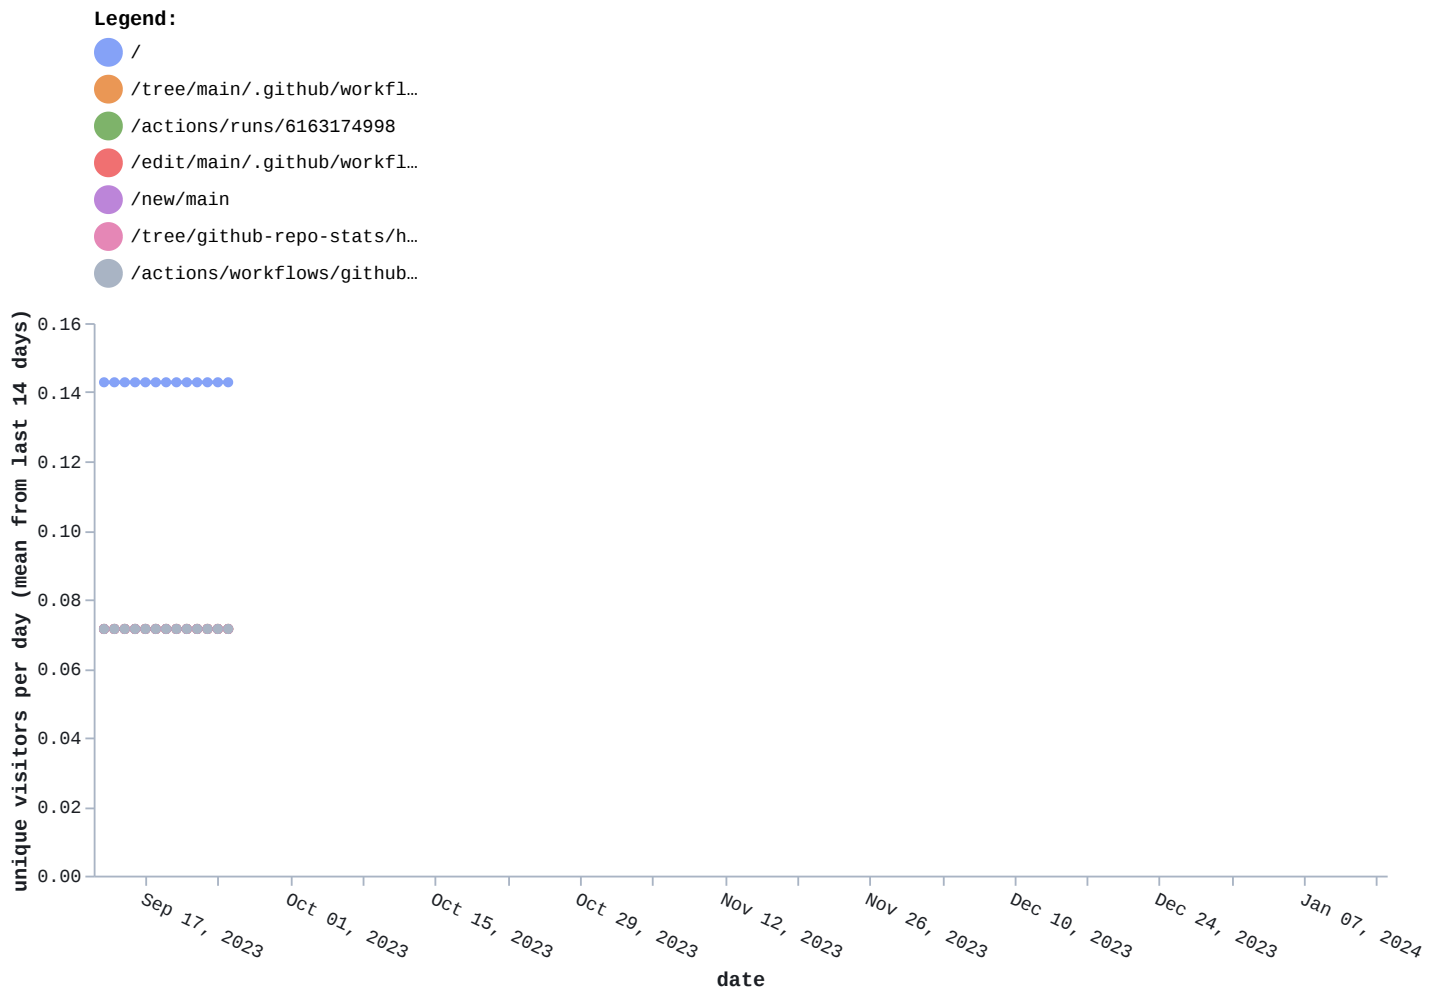 Legend:
/
/tree/main/.github/workfl…
/actions/runs/6163174998
/edit/main/.github/workfl…
/new/main
/tree/github-repo-stats/h…
/actions/workflows/github…
unique visitors per day (mean from last 14 days)
0.16
0.14
0.12
0.10
0.08
0.06
0.04
0.02
0.00
Sep 17, 2023
Oct 01, 2023
Oct 15, 2023
Oct 29, 2023
Nov 12, 2023
Nov 26, 2023
Dec 10, 2023
Dec 24, 2023
Jan 07, 2024
date